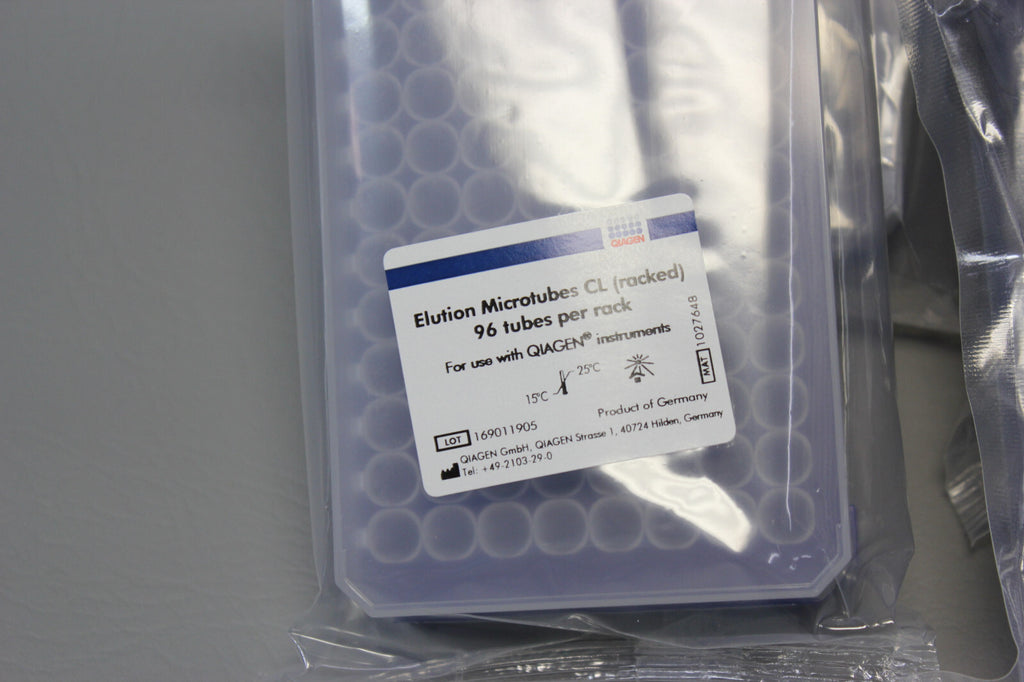 QIAGEN
Elution Microtubes CL (racked)
96 tubes per rack
For use with QIAGEN® instruments
15°C 25°C
MAT 1027648
Product of Germany
LOT 169011905
QIAGEN GmbH, QIAGEN Strasse 1, 40724 Hilden, Germany
Tel: +49-2103-29-0